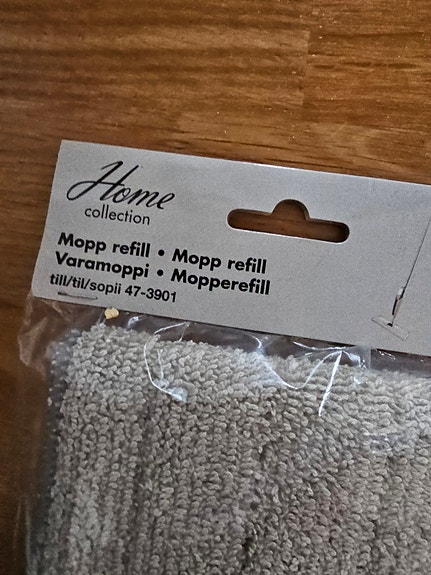 Home
collection
Mopp refill • Mopp refill
Varamoppi • Mopperefill
till/til/sopii 47-3901